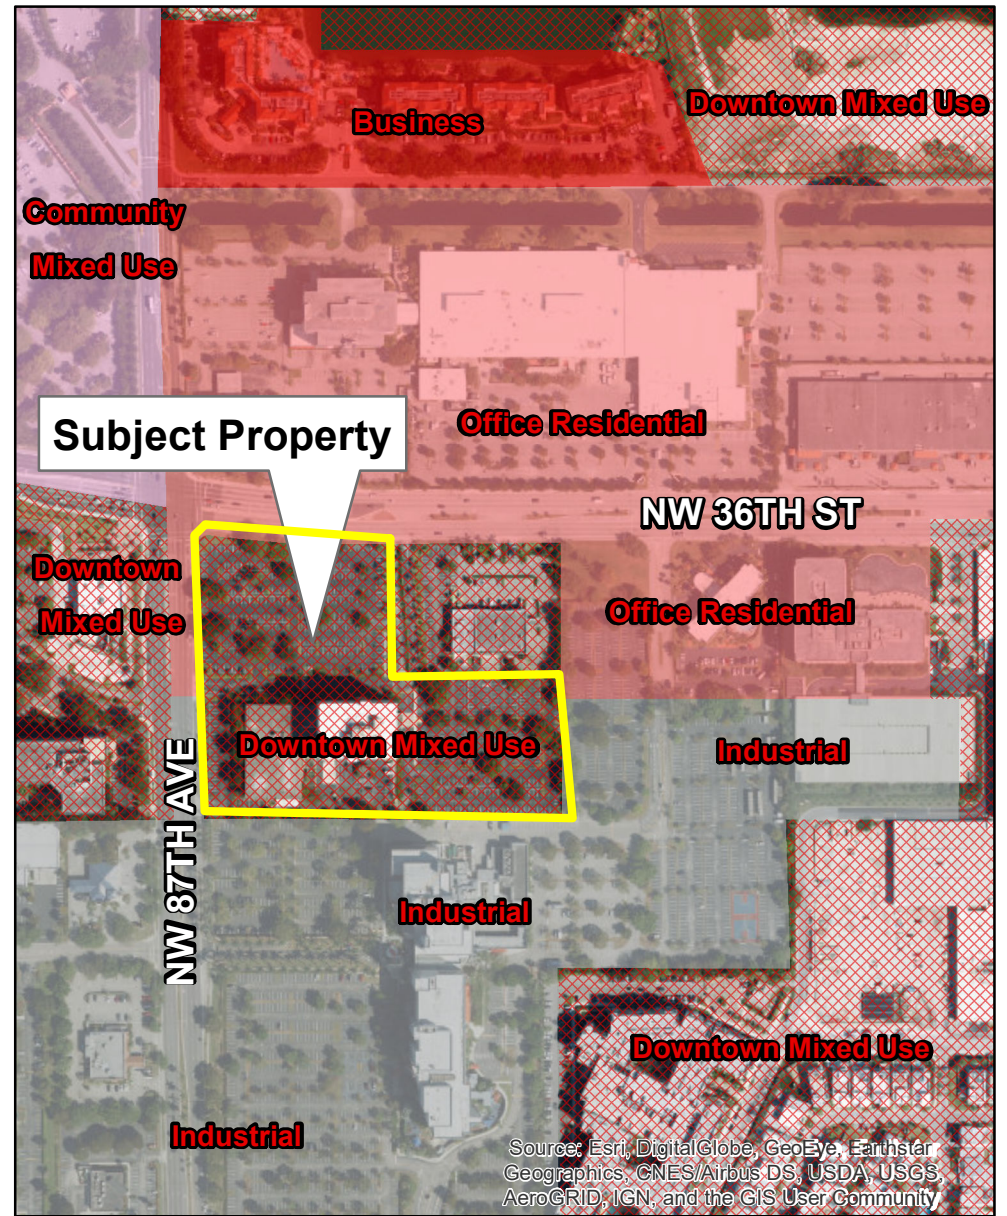 Downtown Mixed Use
Business
Community
Mixed Use
Office Residential
Subject Property
NW 36TH ST
Downtown
Mixed Use
Office Residential
Downtown Mixed Use
Industrial
NW 87TH AVE
Industrial
Downtown Mixed Use
Industrial
Source: Esri, DigitalGlobe, GeoEye, Earthstar
Geographics, CNES/Airbus DS, USDA, USGS,
AeroGRID, IGN, and the GIS User Community